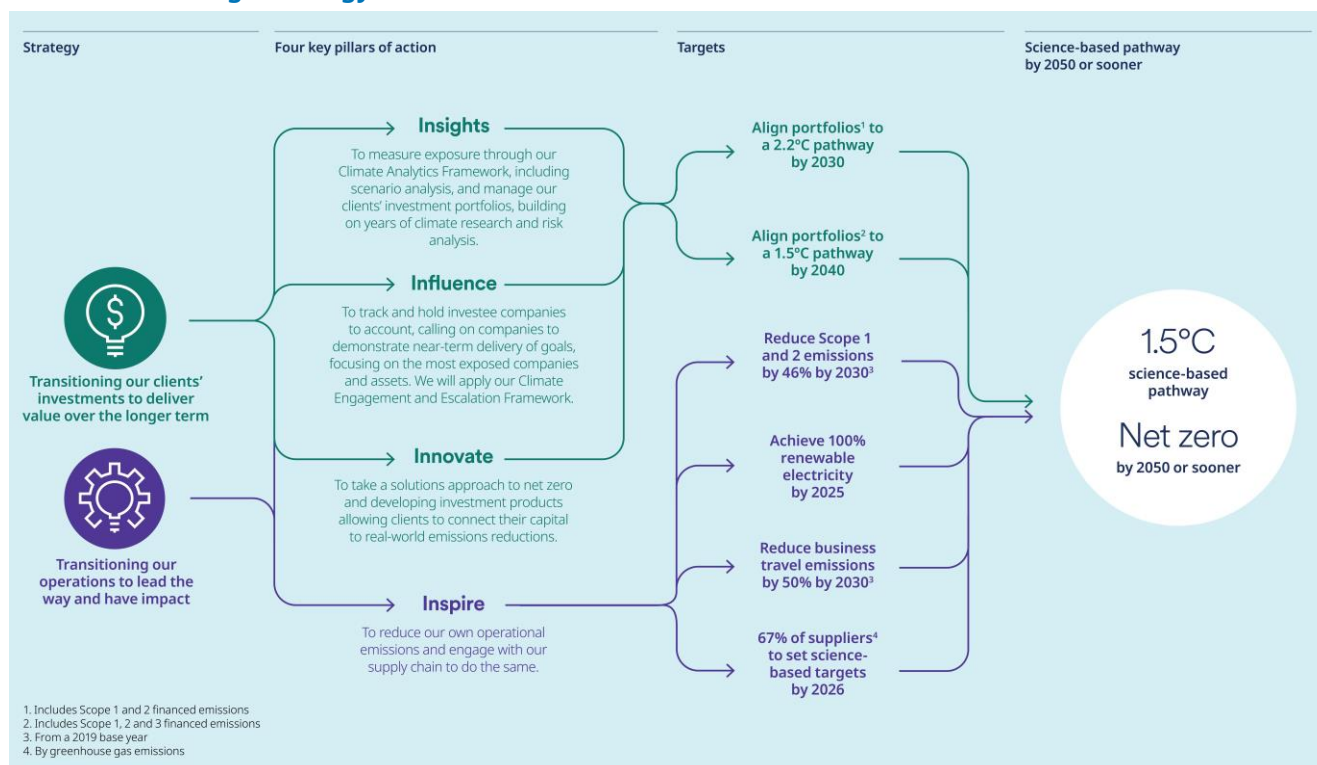 Strategy
Four key pillars of action
Targets
Science-based pathway
by 2050 or sooner
$
Transitioning our clients’
investments to deliver
value over the longer term
Transitioning our
operations to lead the
way and have impact
Insights
To measure exposure through our
Climate Analytics Framework, including
scenario analysis, and manage our
clients’ investment portfolios, building
on years of climate research and risk
analysis.
Influence
To track and hold investee companies
to account, calling on companies to
demonstrate near-term delivery of goals,
focusing on the most exposed companies
and assets. We will apply our Climate
Engagement and Escalation Framework.
Innovate
To take a solutions approach to net zero
and developing investment products
allowing clients to connect their capital
to real-world emissions reductions.
Inspire
To reduce our own operational
emissions and engage with our
supply chain to do the same.
Align portfolios¹ to
a 2.2°C pathway
by 2030
Align portfolios² to
a 1.5°C pathway
by 2040
Reduce Scope 1
and 2 emissions
by 46% by 2030³
Achieve 100%
renewable
electricity
by 2025
Reduce business
travel emissions
by 50% by 2030³
67% of suppliers⁴
to set science-
based targets
by 2026
1.5°C
science-based
pathway
Net zero
by 2050 or sooner
1. Includes Scope 1 and 2 financed emissions
2. Includes Scope 1, 2 and 3 financed emissions
3. From a 2019 base year
4. By greenhouse gas emissions